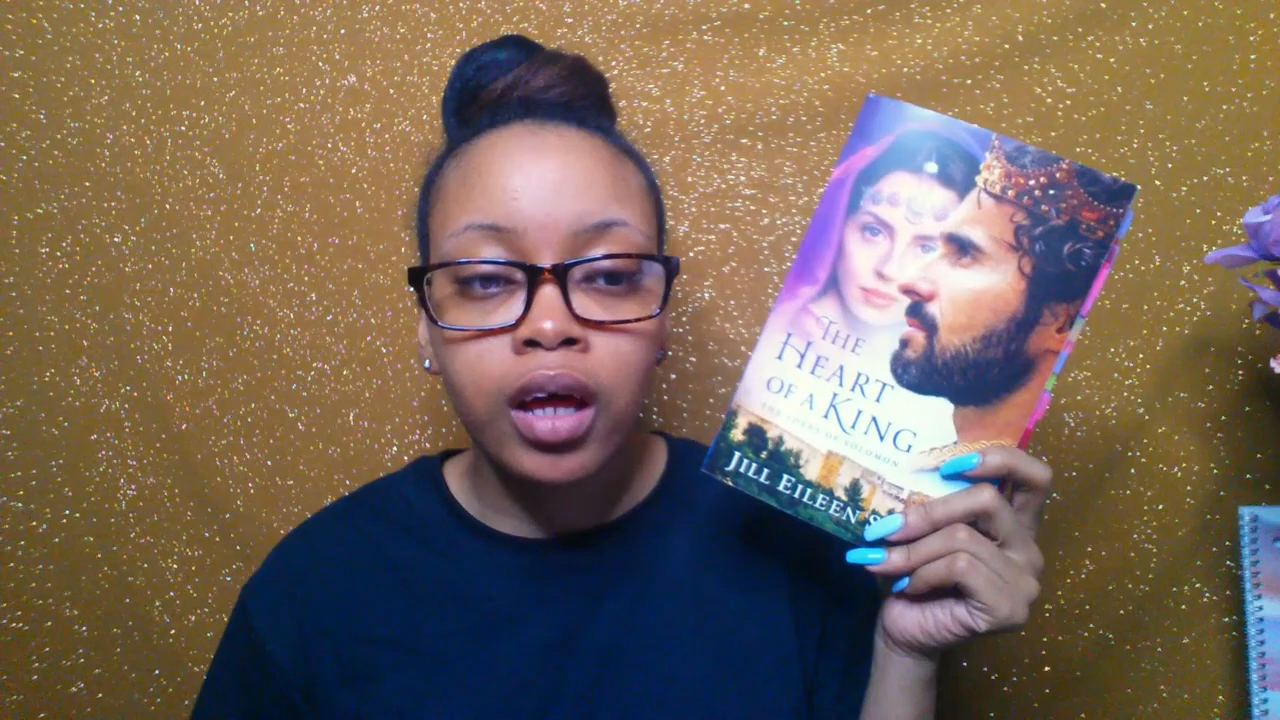 THE
HEART
OF A KING
THE LOVES OF SOLOMON
JILL EILEEN S